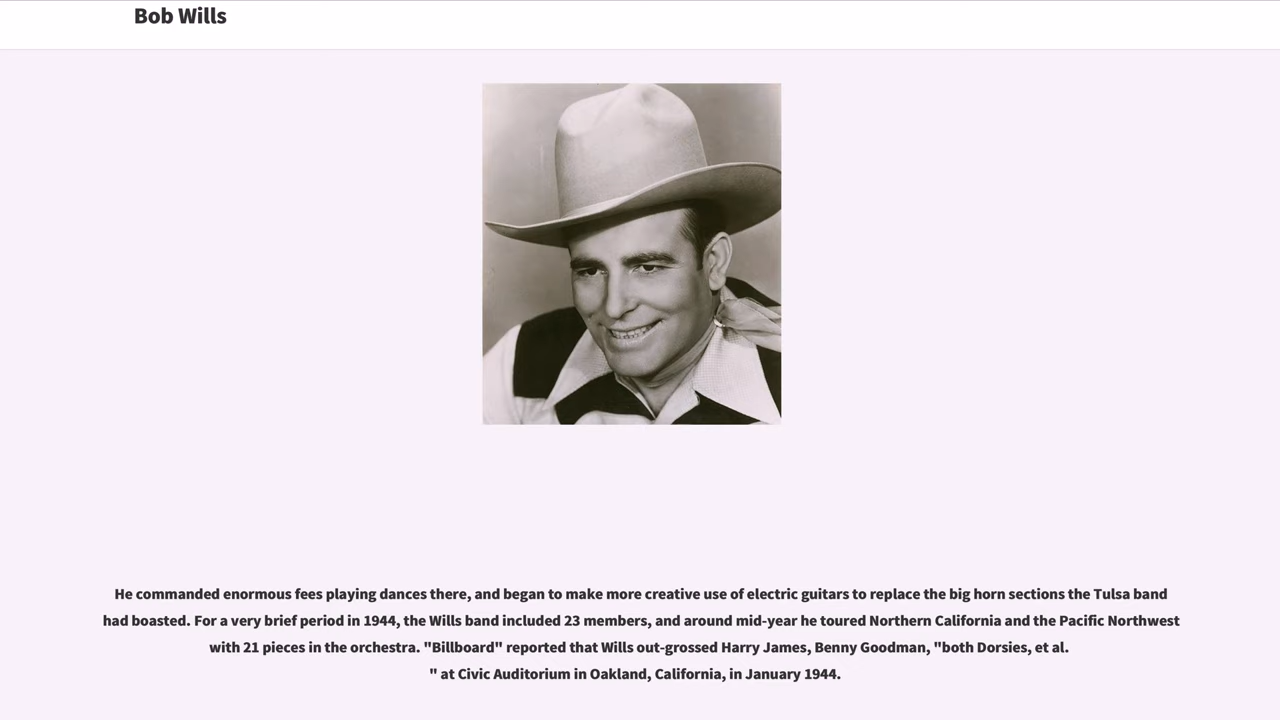 Bob Wills
He commanded enormous fees playing dances there, and began to make more creative use of electric guitars to replace the big horn sections the Tulsa band
had boasted. For a very brief period in 1944, the Wills band included 23 members, and around mid-year he toured Northern California and the Pacific Northwest
with 21 pieces in the orchestra. "Billboard" reported that Wills out-grossed Harry James, Benny Goodman, "both Dorsies, et al.
" at Civic Auditorium in Oakland, California, in January 1944.